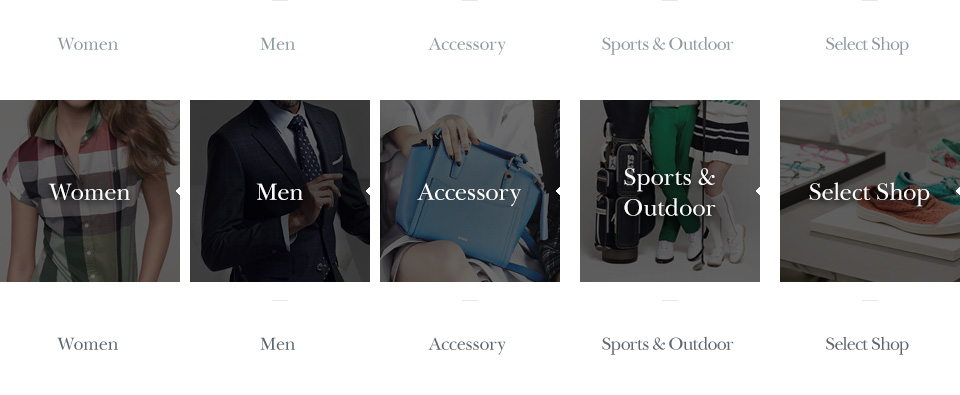 Women
Men
Accessory
Sports & Outdoor
Select Shop
Women
Men
Accessory
Sports &
Outdoor
Select Shop
Women
Men
Accessory
Sports & Outdoor
Select Shop